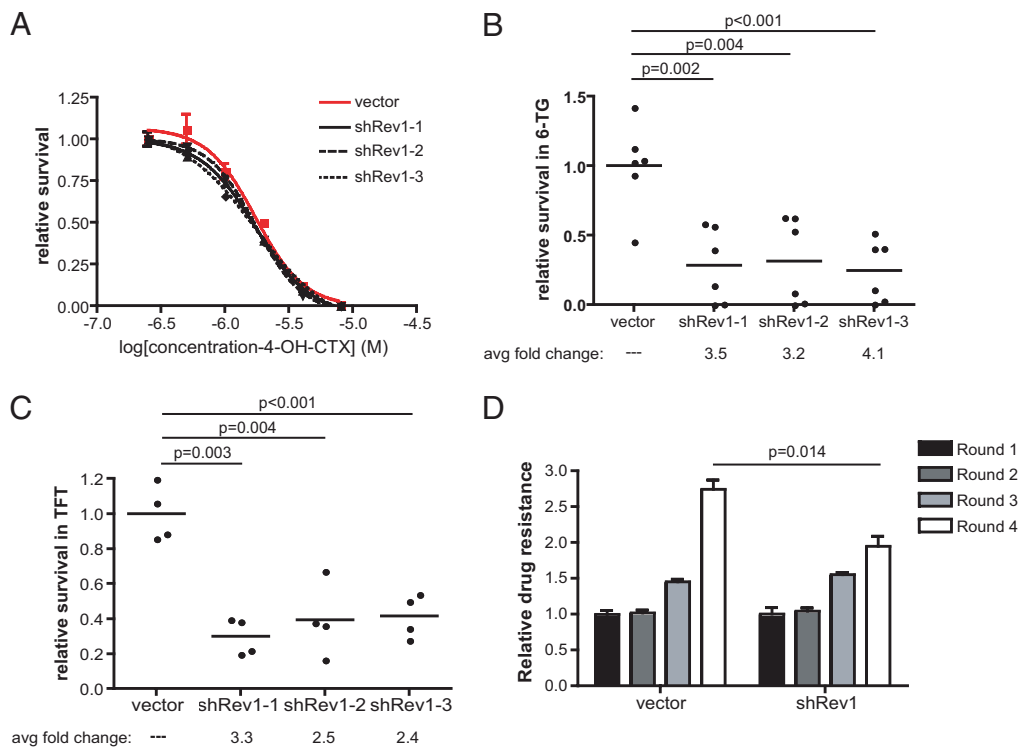 A
relative survival
1.25
1.00
0.75
0.50
0.25
0.00
-7.0 -6.5 -6.0 -5.5 -5.0 -4.5
log[concentration-4-OH-CTX] (M)
vector
shRev1-1
shRev1-2
shRev1-3
B
p<0.001
p=0.004
p=0.002
relative survival in 6-TG
1.5
1.0
0.5
0.0
vector shRev1-1 shRev1-2 shRev1-3
avg fold change: --- 3.5 3.2 4.1
C
p<0.001
p=0.004
p=0.003
relative survival in TFT
1.2
1.0
0.8
0.6
0.4
0.2
0.0
vector shRev1-1 shRev1-2 shRev1-3
avg fold change: --- 3.3 2.5 2.4
D
p=0.014
Relative drug resistance
3.0
2.5
2.0
1.5
1.0
0.5
0.0
vector shRev1
Round 1
Round 2
Round 3
Round 4